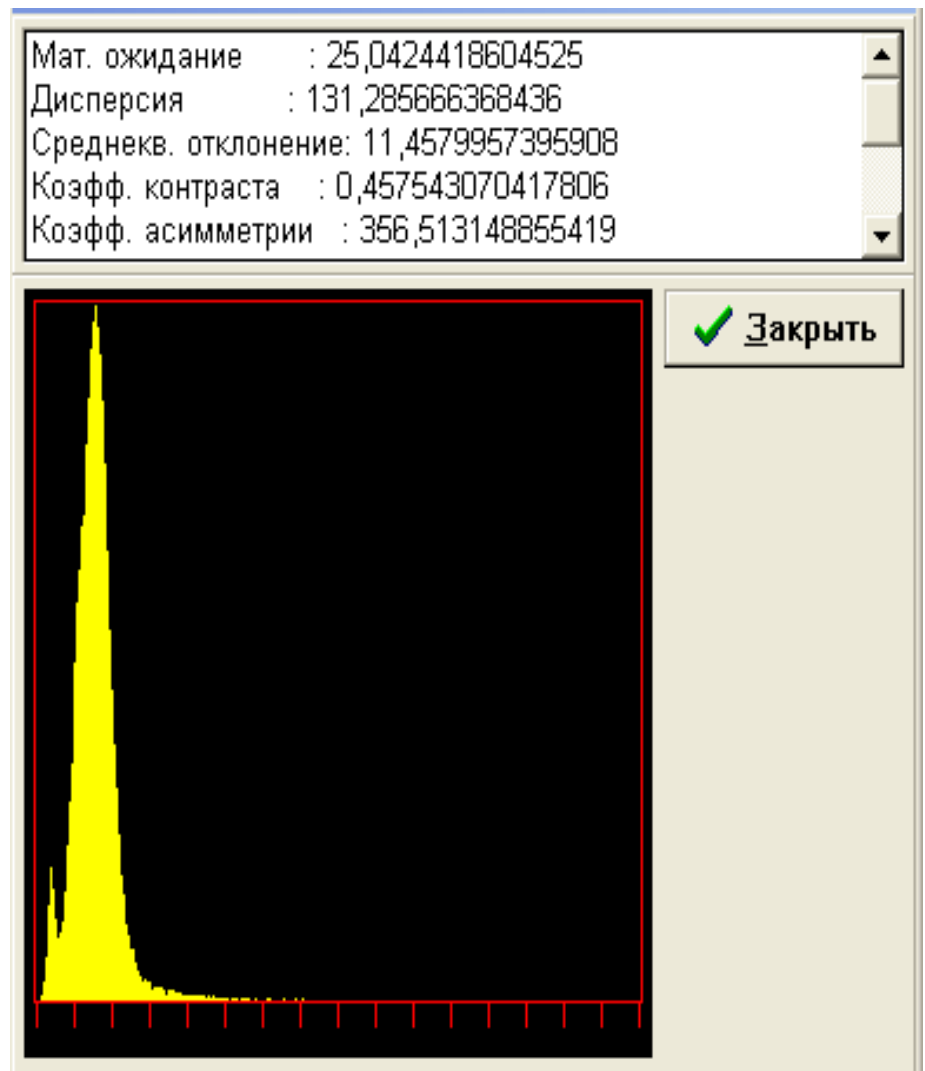 Мат. ожидание : 25,0424418604525
Дисперсия : 131,285666368436
Среднекв. отклонение: 11,4579957395908
Коэфф. контраста : 0,457543070417806
Коэфф. асимметрии : 356,513148855419
Закрыть